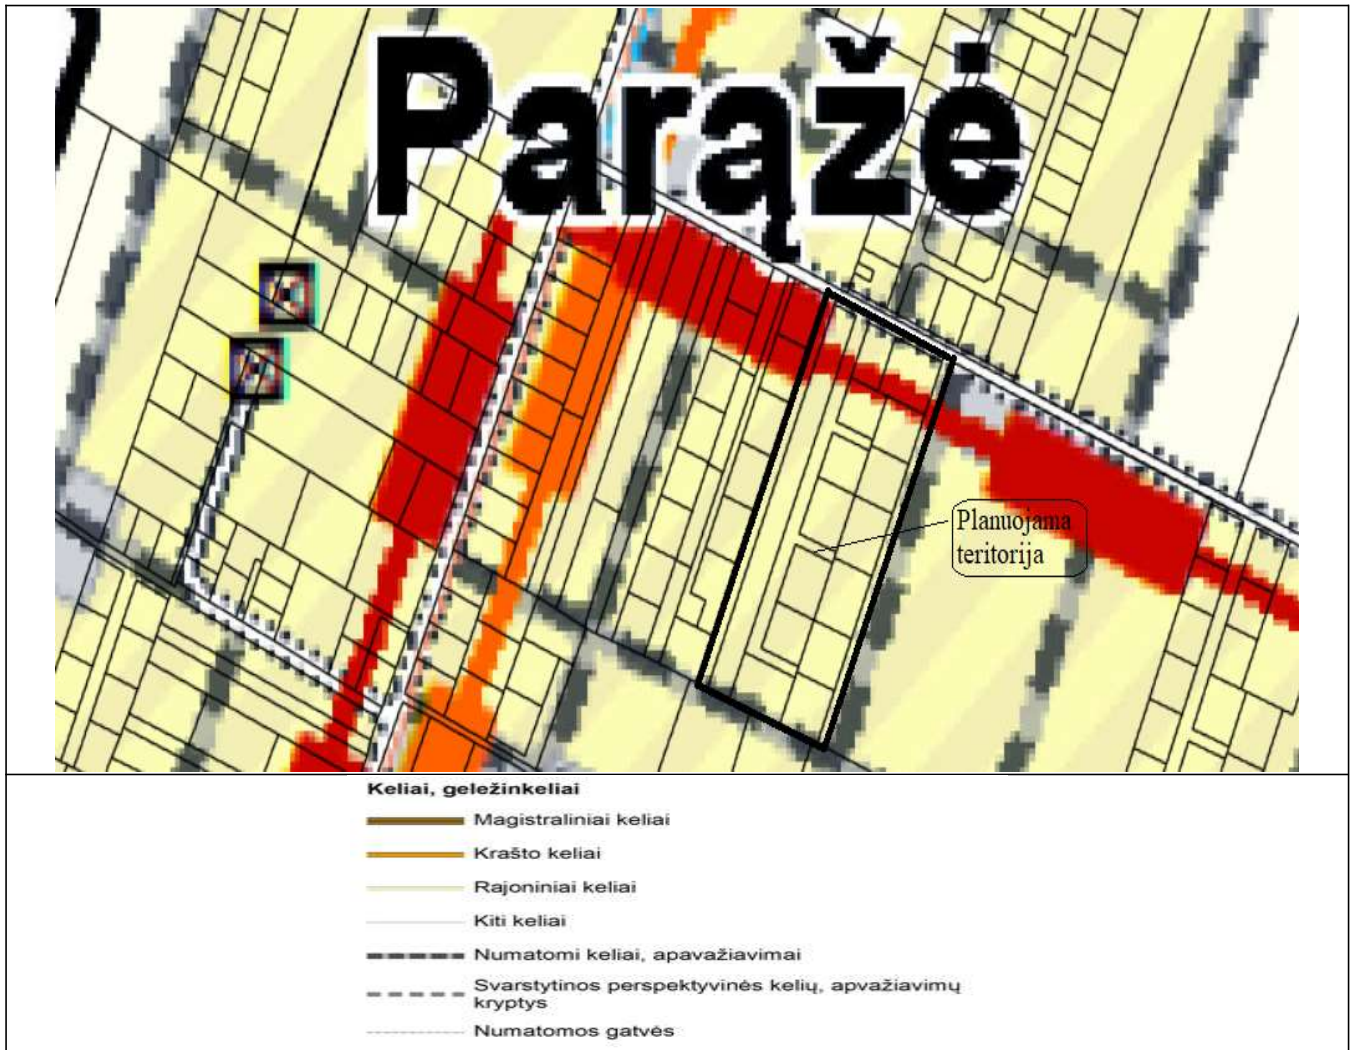 Parąžė
Planuojama
teritorija
Keliai, geležinkeliai
Magistraliniai keliai
Krašto keliai
Rajoniniai keliai
Kiti keliai
Numatomi keliai, apavažiavimai
Svarstytinos perspektyvinės kelių, apvažiavimų
kryptys
Numatomos gatvės